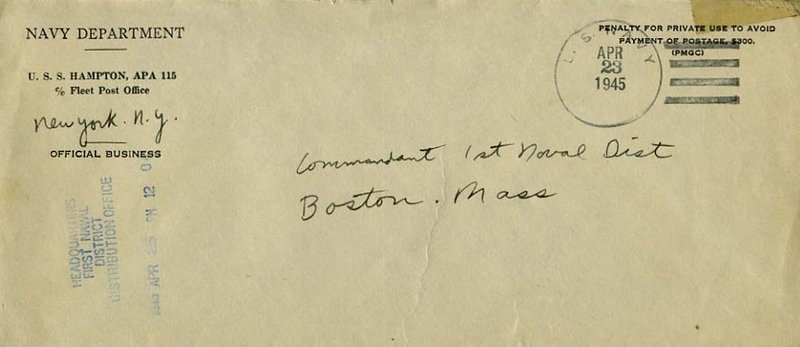 NAVY DEPARTMENT
U. S. S. HAMPTON, APA 115
c/o Fleet Post Office
New York. N.y.
OFFICIAL BUSINESS
PENALTY FOR PRIVATE USE TO AVOID
PAYMENT OF POSTAGE, $300.
(PMGC)
U.S. NAVY
APR
23
1945
Commandant 1st Naval Dist
Boston. Mass
HEADQUARTERS
FIRST NAVAL
DISTRICT
DISTRIBUTION OFFICE
APR PM 12